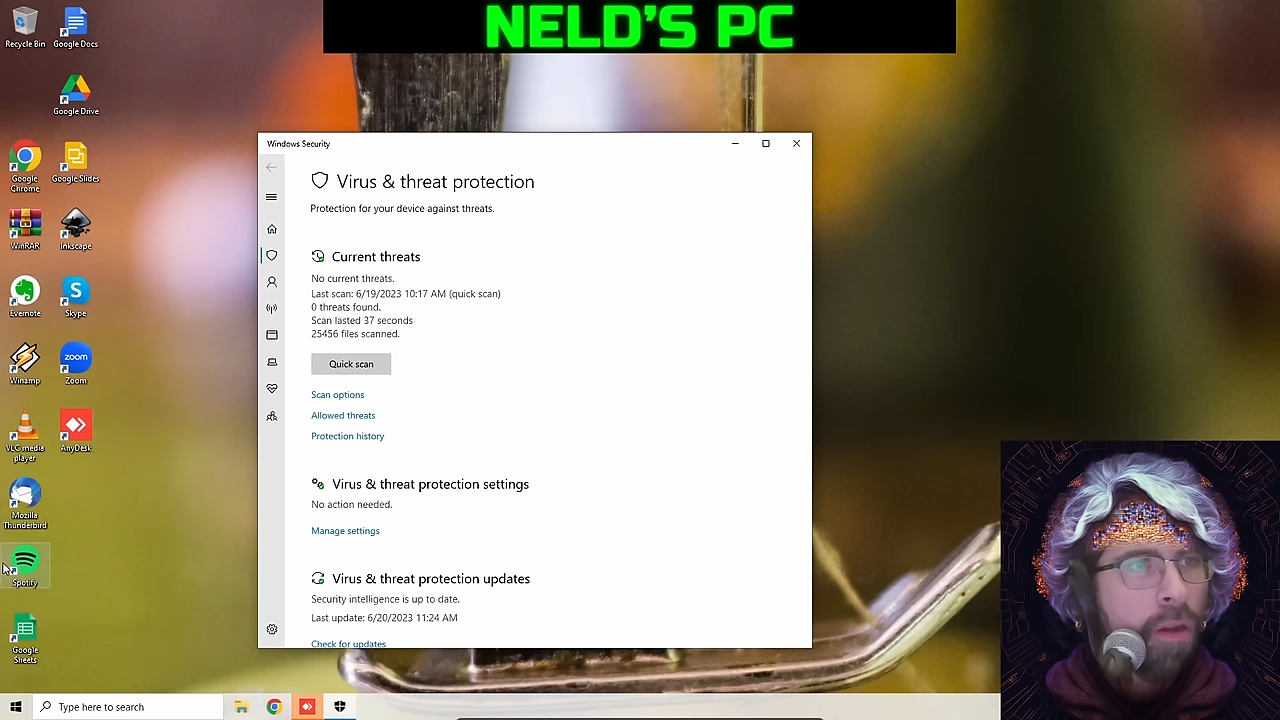 NELD'S PC
Recycle Bin
Google Docs
Google Drive
Google Chrome
Google Slides
WinRAR
Inkscape
Evernote
Skype
Winamp
zoom
Zoom
VLC media player
AnyDesk
Mozilla Thunderbird
Spotify
Google Sheets
Windows Security
Virus & threat protection
Protection for your device against threats.
Current threats
No current threats.
Last scan: 6/19/2023 10:17 AM (quick scan)
0 threats found.
Scan lasted 37 seconds
25456 files scanned.
Quick scan
Scan options
Allowed threats
Protection history
Virus & threat protection settings
No action needed.
Manage settings
Virus & threat protection updates
Security intelligence is up to date.
Last update: 6/20/2023 11:24 AM
Check for updates
Type here to search